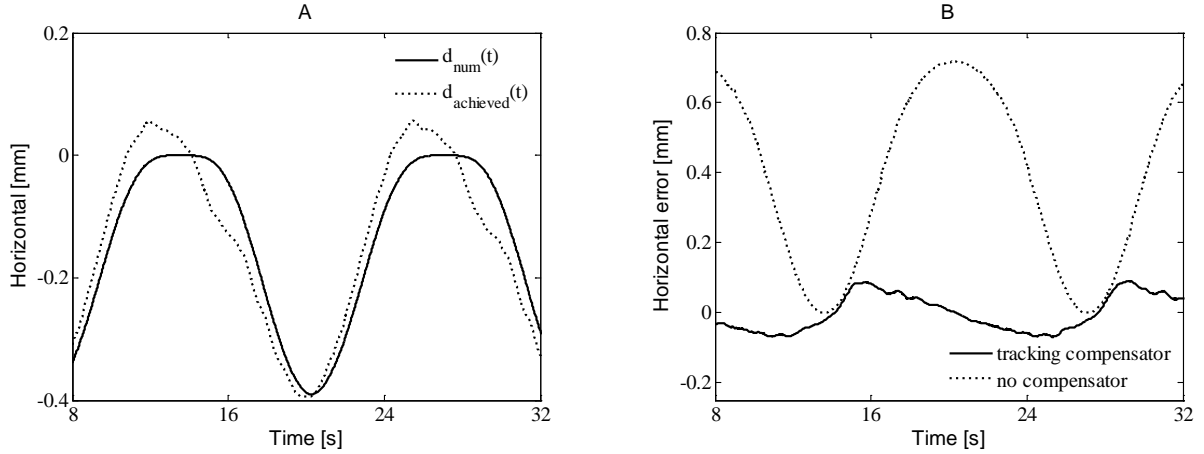 A
Horizontal [mm]
0.2
0
-0.2
-0.4
d_num(t)
d_achieved(t)
8
16
24
32
Time [s]
B
Horizontal error [mm]
0.8
0.6
0.4
0.2
0
-0.2
tracking compensator
no compensator
8
16
24
32
Time [s]